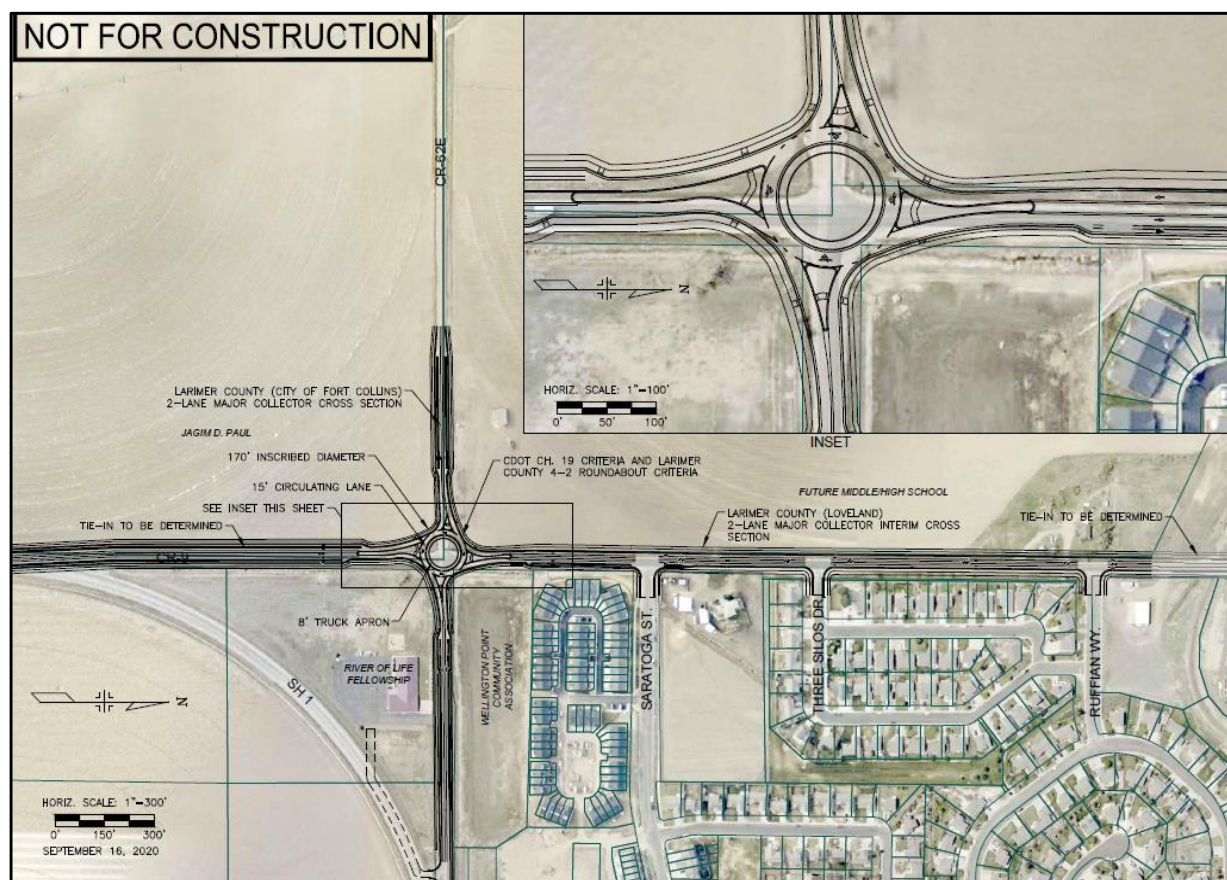 NOT FOR CONSTRUCTION
CR-62E
N
HORIZ. SCALE: 1"=100'
0' 50' 100'
INSET
LARIMER COUNTY (CITY OF FORT COLLINS)
2-LANE MAJOR COLLECTOR CROSS SECTION
JAGIM D. PAUL
170' INSCRIBED DIAMETER
15' CIRCULATING LANE
SEE INSET THIS SHEET
TIE-IN TO BE DETERMINED
CDOT CH. 19 CRITERIA AND LARIMER
COUNTY 4-2 ROUNDABOUT CRITERIA
FUTURE MIDDLE/HIGH SCHOOL
LARIMER COUNTY (LOVELAND)
2-LANE MAJOR COLLECTOR INTERIM CROSS
SECTION
TIE-IN TO BE DETERMINED
CR-9
8' TRUCK APRON
RIVER OF LIFE
FELLOWSHIP
SH 1
WELLINGTON POINT
COMMUNITY
ASSOCIATION
SARATOGA ST.
THREE SILOS DR.
RUFFIAN WY.
N
HORIZ. SCALE: 1"=300'
0' 150' 300'
SEPTEMBER 16, 2020